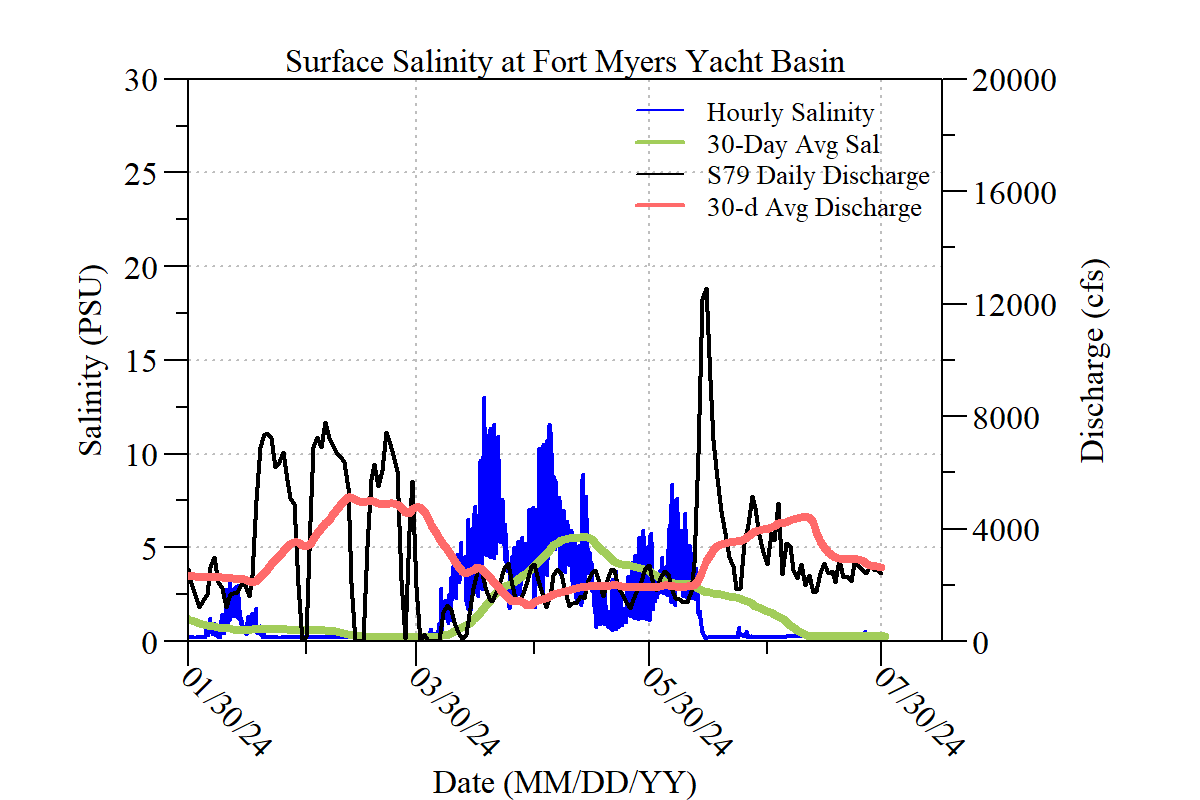 Surface Salinity at Fort Myers Yacht Basin
30
25
20
15
10
5
0
Salinity (PSU)
Hourly Salinity
30-Day Avg Sal
S79 Daily Discharge
30-d Avg Discharge
20000
16000
12000
8000
4000
0
Discharge (cfs)
01/30/24
03/30/24
05/30/24
07/30/24
Date (MM/DD/YY)